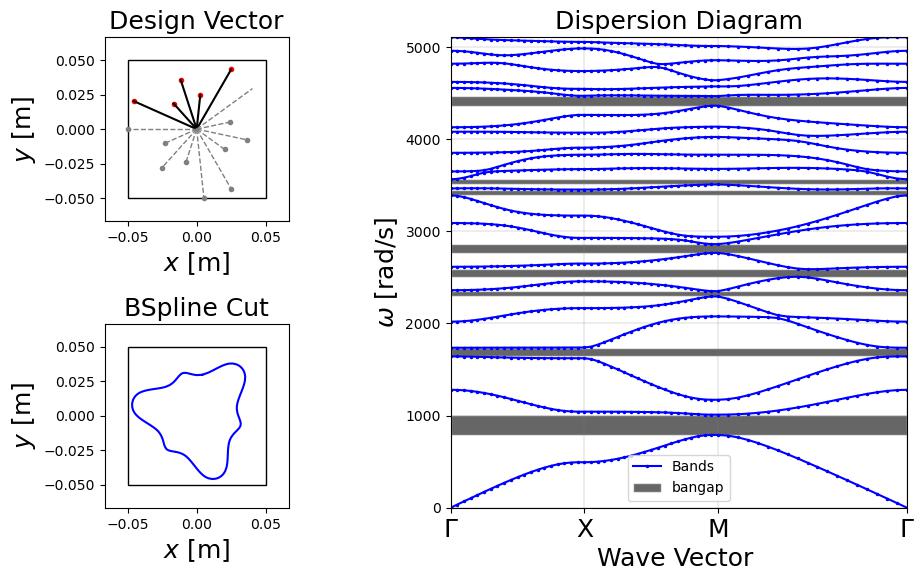 Design Vector
0.050
0.025
0.000
−0.025
−0.050
y [m]
−0.05
0.00
0.05
x [m]
BSpline Cut
0.050
0.025
0.000
−0.025
−0.050
y [m]
−0.05
0.00
0.05
x [m]
Dispersion Diagram
5000
4000
3000
2000
1000
0
ω [rad/s]
Bands
bangap
Γ
X
M
Γ
Wave Vector